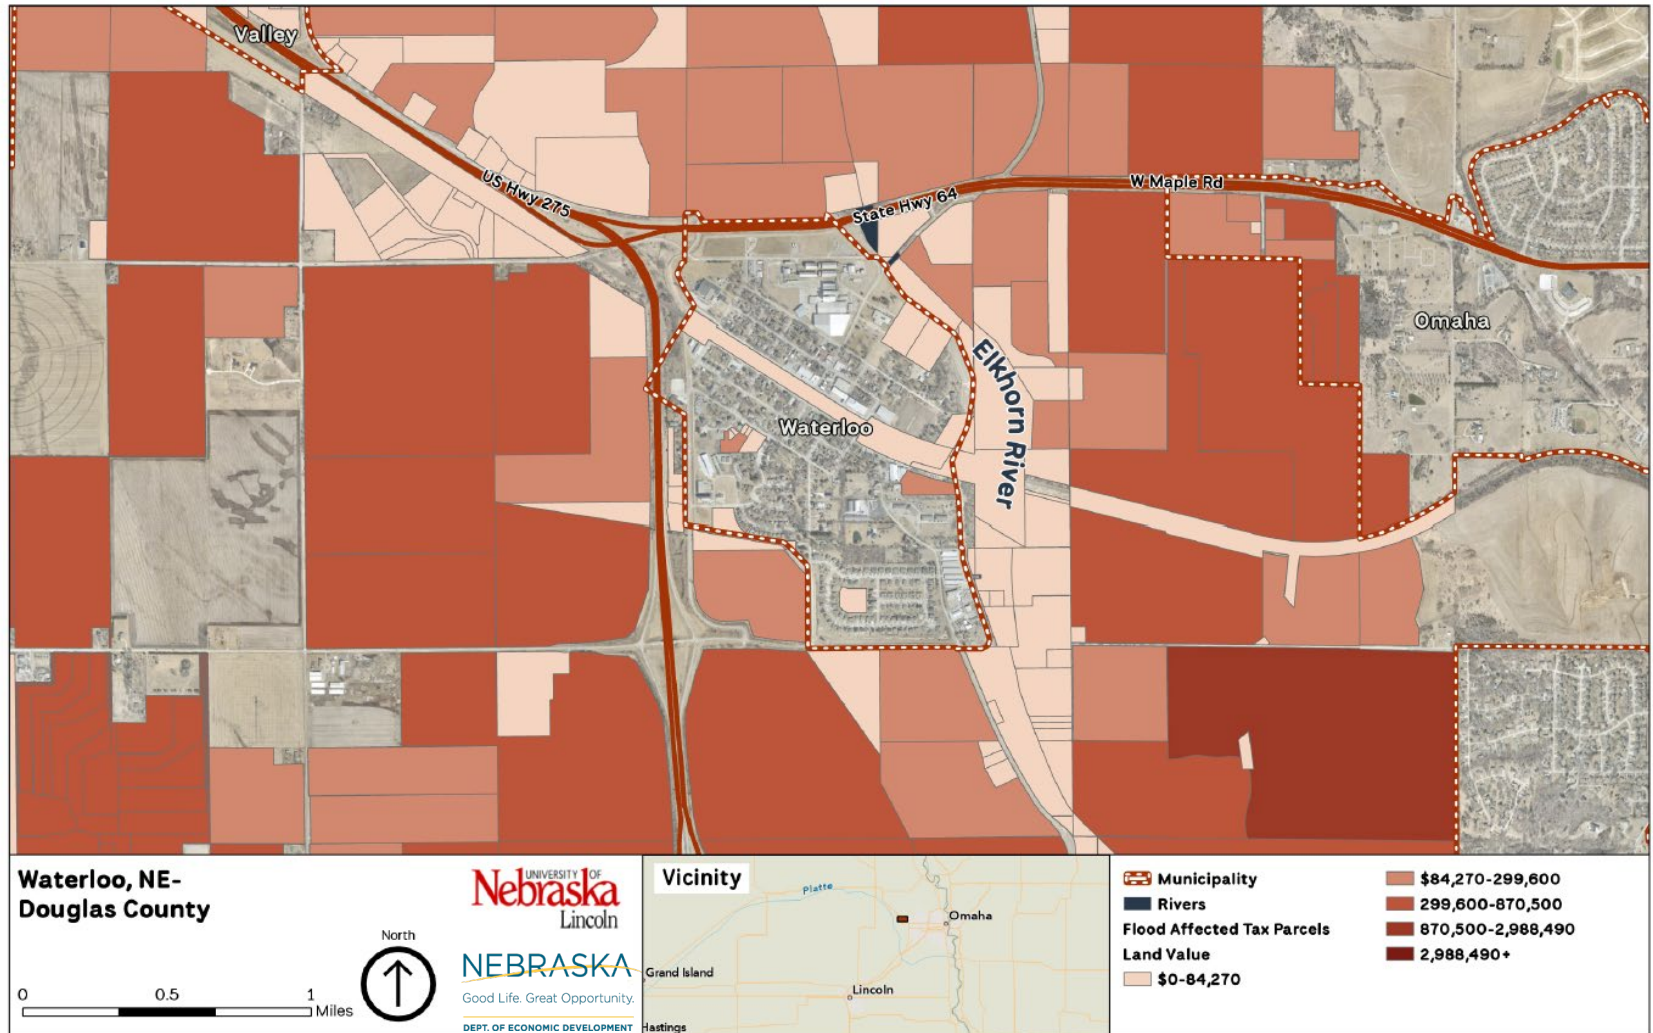 Valley
US Hwy 275
State Hwy 64
W Maple Rd
Omaha
Elkhorn River
Waterloo
Waterloo, NE-
Douglas County
0 0.5 1
Miles
North
UNIVERSITY OF
Nebraska
Lincoln
NEBRASKA
Good Life. Great Opportunity.
DEPT. OF ECONOMIC DEVELOPMENT
Vicinity
Platte
Omaha
Grand Island
Lincoln
Hastings
Municipality
Rivers
Flood Affected Tax Parcels
Land Value
$0-84,270
$84,270-299,600
299,600-870,500
870,500-2,988,490
2,988,490+